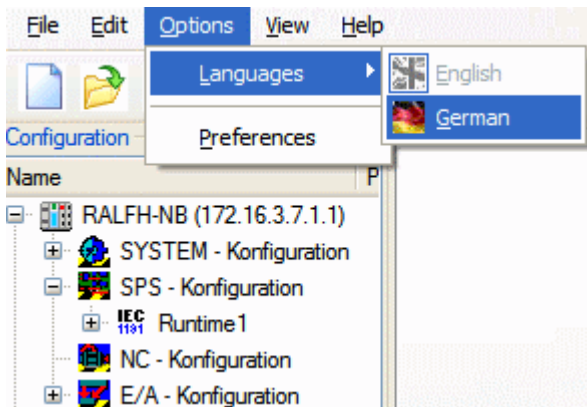 File Edit Options View Help
Languages
English
German
Preferences
Configuration
Name P
RALFH-NB (172.16.3.7.1.1)
SYSTEM - Konfiguration
SPS - Konfiguration
IEC 1131 Runtime1
NC - Konfiguration
E/A - Konfiguration